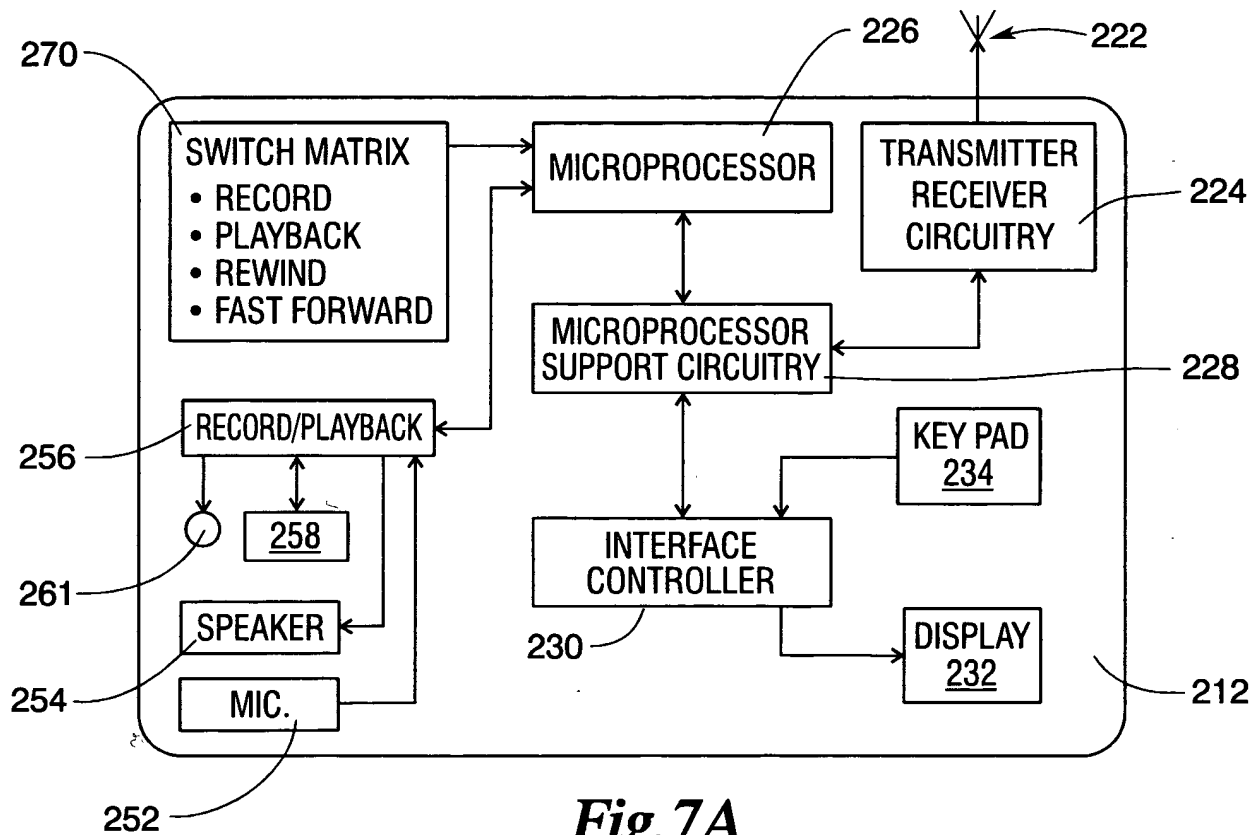 270
226
222
SWITCH MATRIX
• RECORD
• PLAYBACK
• REWIND
• FAST FORWARD
MICROPROCESSOR
TRANSMITTER
RECEIVER
CIRCUITRY
224
MICROPROCESSOR
SUPPORT CIRCUITRY
228
RECORD/PLAYBACK
256
KEY PAD
234
258
261
INTERFACE
CONTROLLER
230
SPEAKER
254
DISPLAY
232
212
MIC.
252
Fig. 7A